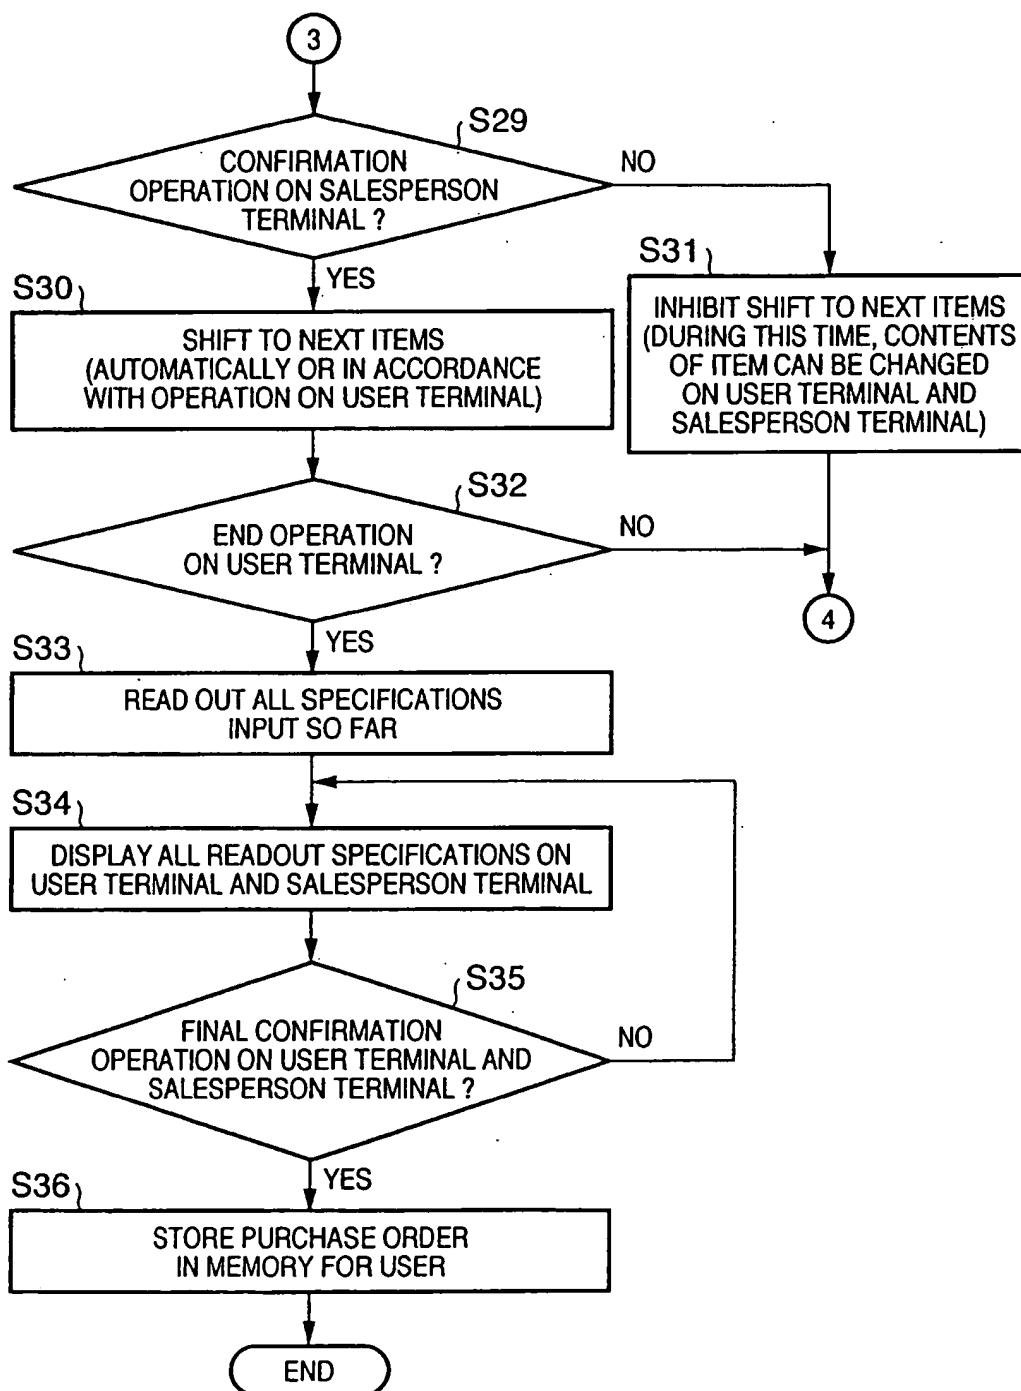 3
S29
CONFIRMATION
OPERATION ON SALESPERSON
TERMINAL ?
NO
YES
S30
SHIFT TO NEXT ITEMS
(AUTOMATICALLY OR IN ACCORDANCE
WITH OPERATION ON USER TERMINAL)
S31
INHIBIT SHIFT TO NEXT ITEMS
(DURING THIS TIME, CONTENTS
OF ITEM CAN BE CHANGED
ON USER TERMINAL AND
SALESPERSON TERMINAL)
S32
END OPERATION
ON USER TERMINAL ?
NO
4
YES
S33
READ OUT ALL SPECIFICATIONS
INPUT SO FAR
S34
DISPLAY ALL READOUT SPECIFICATIONS ON
USER TERMINAL AND SALESPERSON TERMINAL
S35
FINAL CONFIRMATION
OPERATION ON USER TERMINAL AND
SALESPERSON TERMINAL ?
NO
YES
S36
STORE PURCHASE ORDER
IN MEMORY FOR USER
END